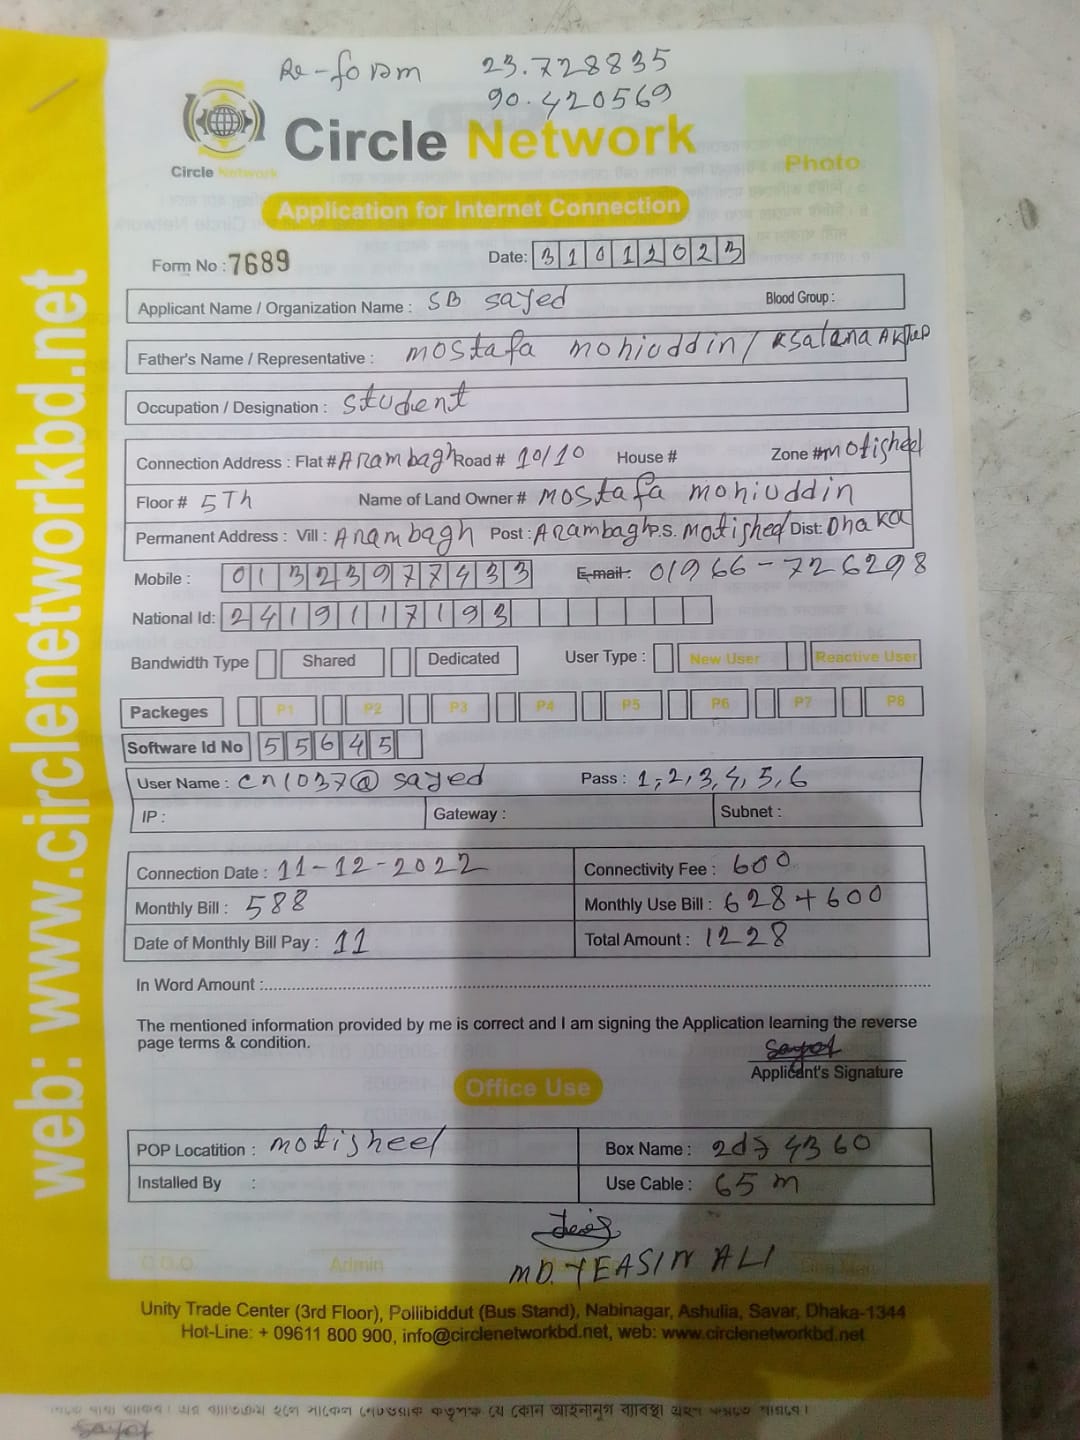 Re-form 23.728835
90.420569
Circle Network
Circle Network
Photo
Application for Internet Connection
Form No : 7689
Date: 31012023
Applicant Name / Organization Name : SB sayed Blood Group :
Father's Name / Representative : mostafa mohiuddin /
Occupation / Designation : student
Connection Address : Flat # Arambagh Road # 10/10 House # Zone # motijheel
Floor # 5Th Name of Land Owner # mostafa mohiuddin
Permanent Address : Vill : Arambagh Post : Arambagh P.S. motijheel Dist: Dhaka
Mobile : 01323977433 E-mail: 01966-726298
National Id: 2419117193
Bandwidth Type Shared Dedicated User Type : New User Reactive User
Packeges P1 P2 P3 P4 P5 P6 P7 P8
Software Id No 55645
User Name : cn1037@sayed Pass : 1,2,3,4,5,6
IP : Gateway : Subnet :
Connection Date : 11-12-2022 Connectivity Fee : 600
Monthly Bill : 588 Monthly Use Bill : 628+600
Date of Monthly Bill Pay : 11 Total Amount : 1228
In Word Amount :
The mentioned information provided by me is correct and I am signing the Application learning the reverse
page terms & condition.
Sayed
Applicant's Signature
Office Use
POP Locatition : motijheel Box Name :
Installed By : Use Cable : 65 m
MD. YEASIN ALI
C.O.O. Admin
Unity Trade Center (3rd Floor), Pollibiddut (Bus Stand), Nabinagar, Ashulia, Savar, Dhaka-1344
Hot-Line: + 09611 800 900, info@circlenetworkbd.net, web: www.circlenetworkbd.net
web: www.circlenetworkbd.net